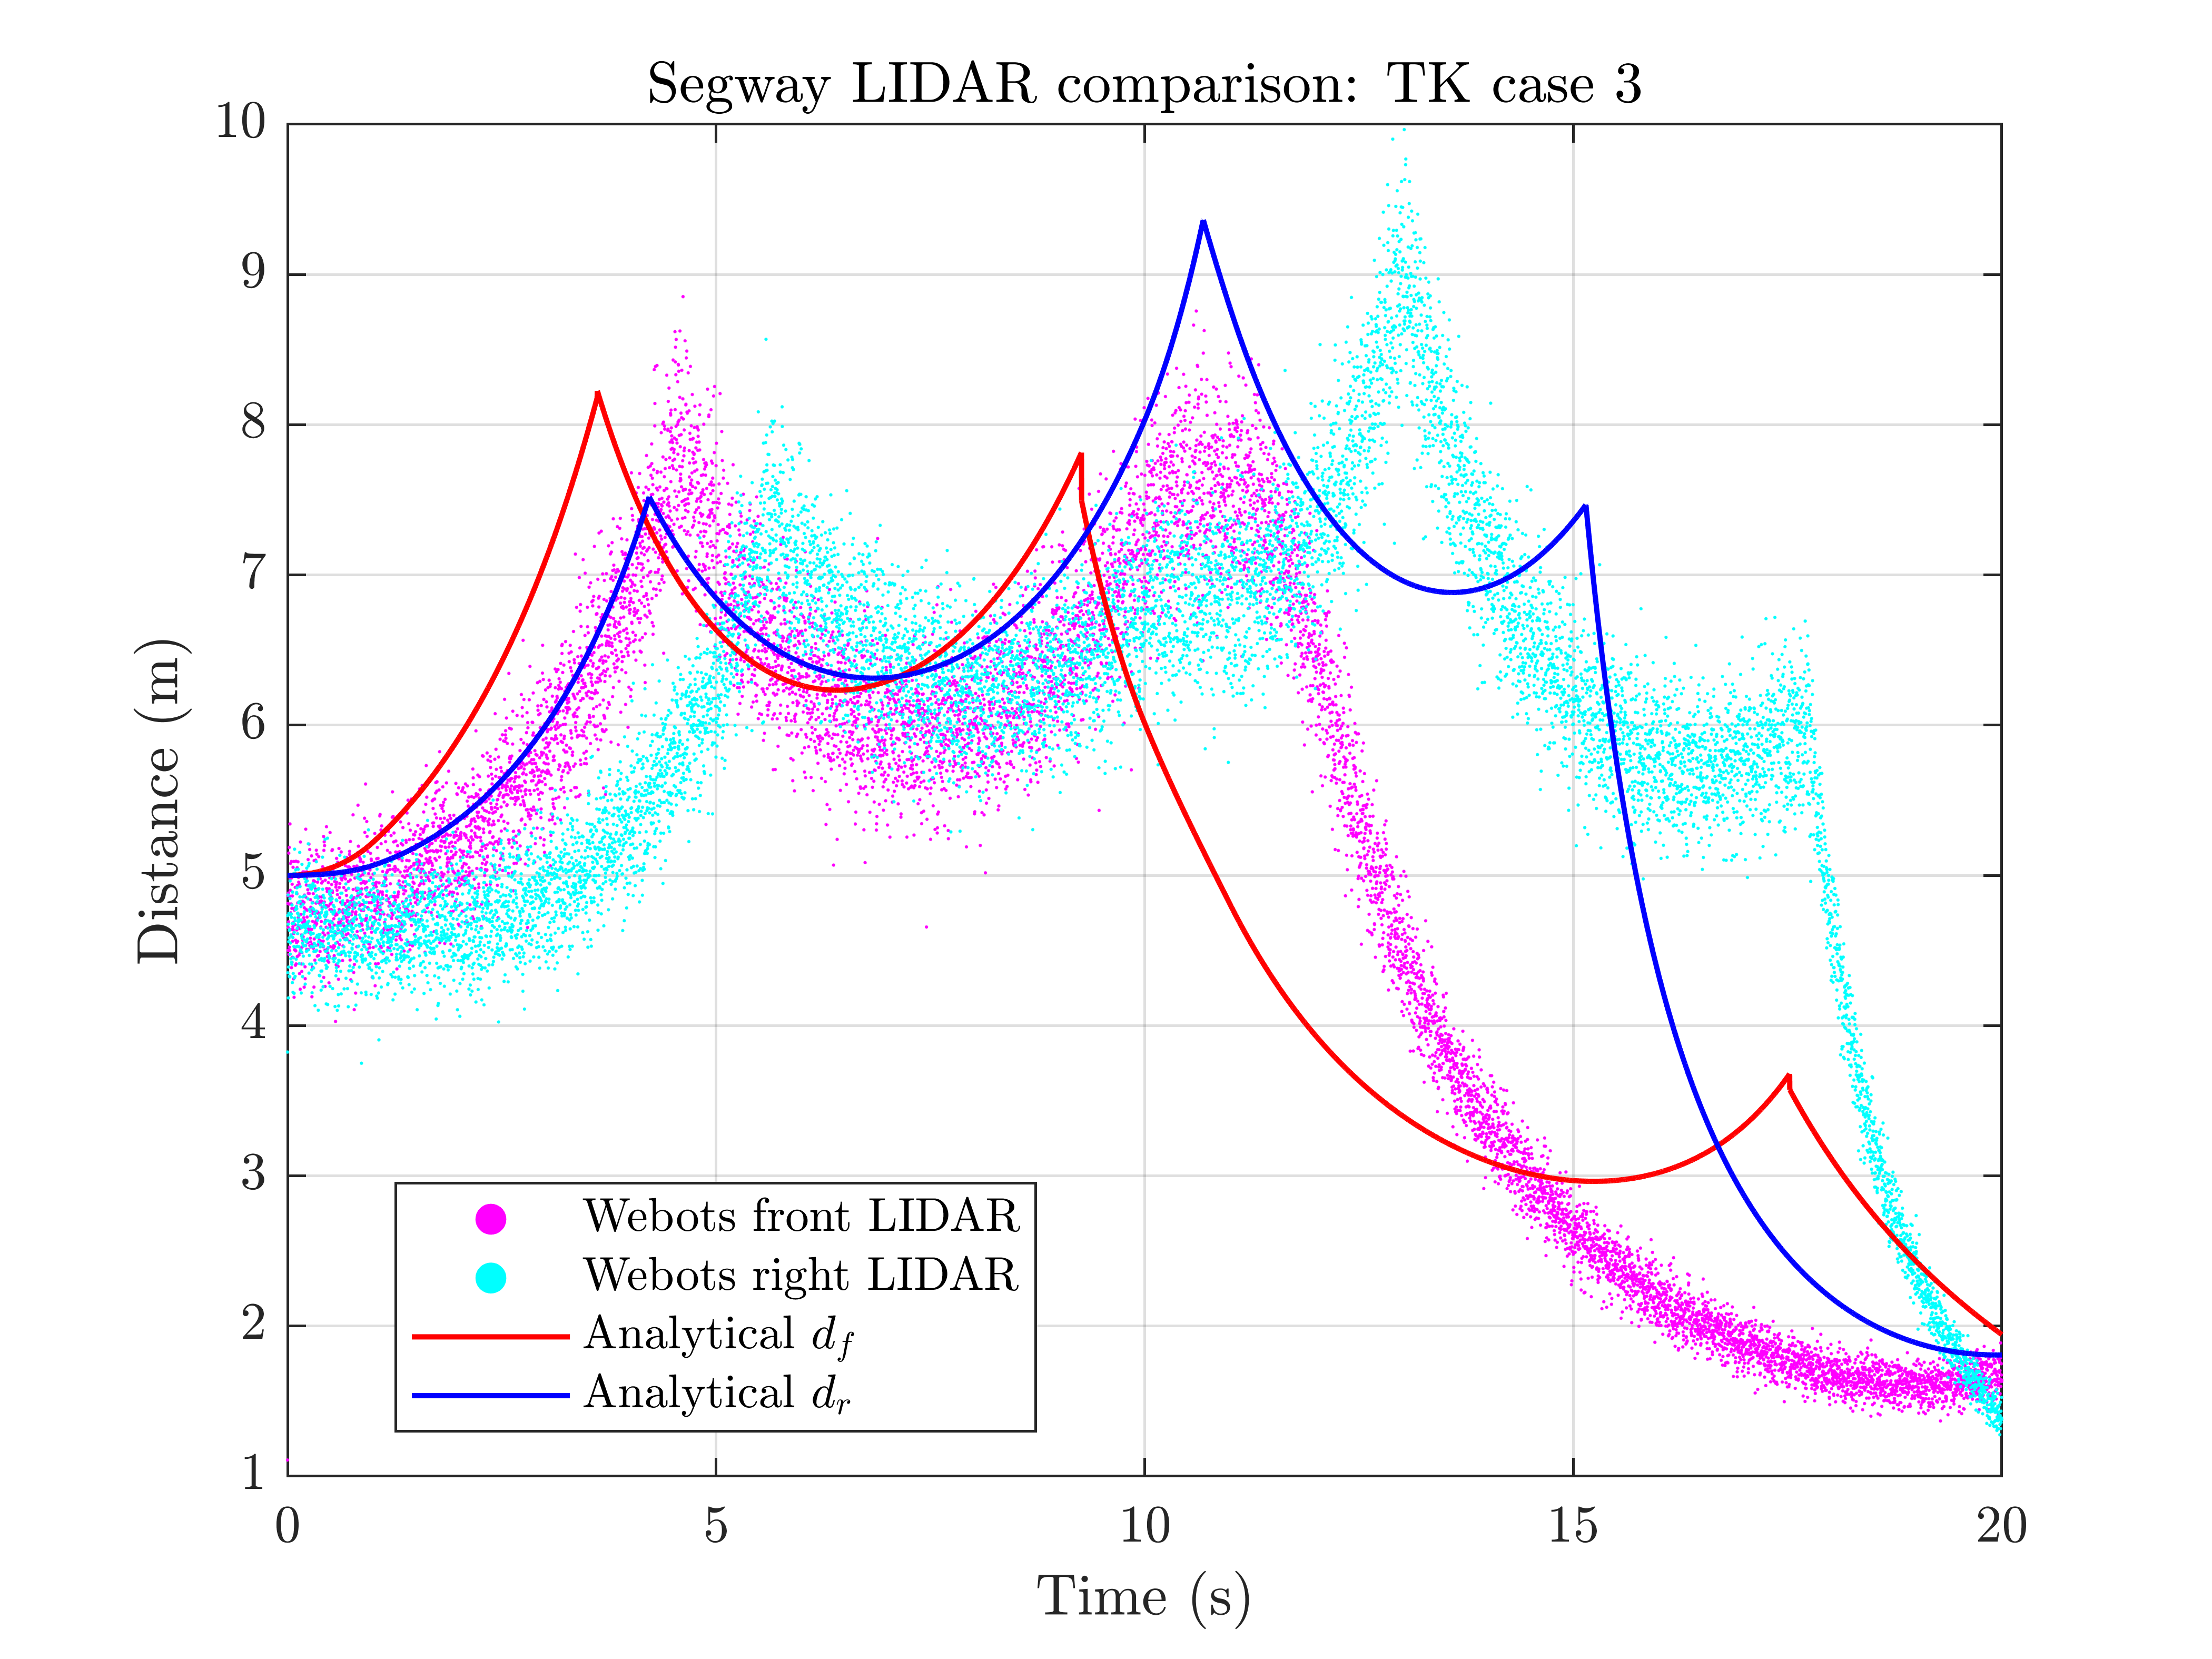 Segway LIDAR comparison: TK case 3
10
9
8
7
6
5
4
3
2
1
Distance (m)
Webots front LIDAR
Webots right LIDAR
Analytical d_f
Analytical d_r
0 5 10 15 20
Time (s)